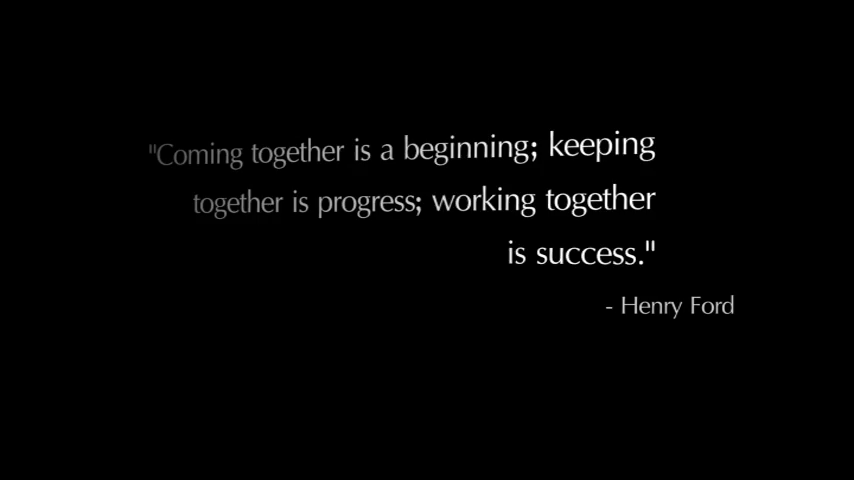 "Coming together is a beginning; keeping
together is progress; working together
is success."
- Henry Ford